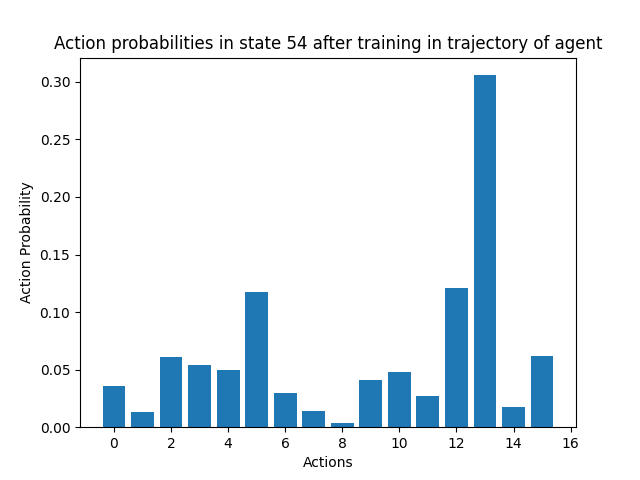 Action probabilities in state 54 after training in trajectory of agent
0.30
0.25
0.20
0.15
0.10
0.05
0.00
Action Probability
0 2 4 6 8 10 12 14 16
Actions